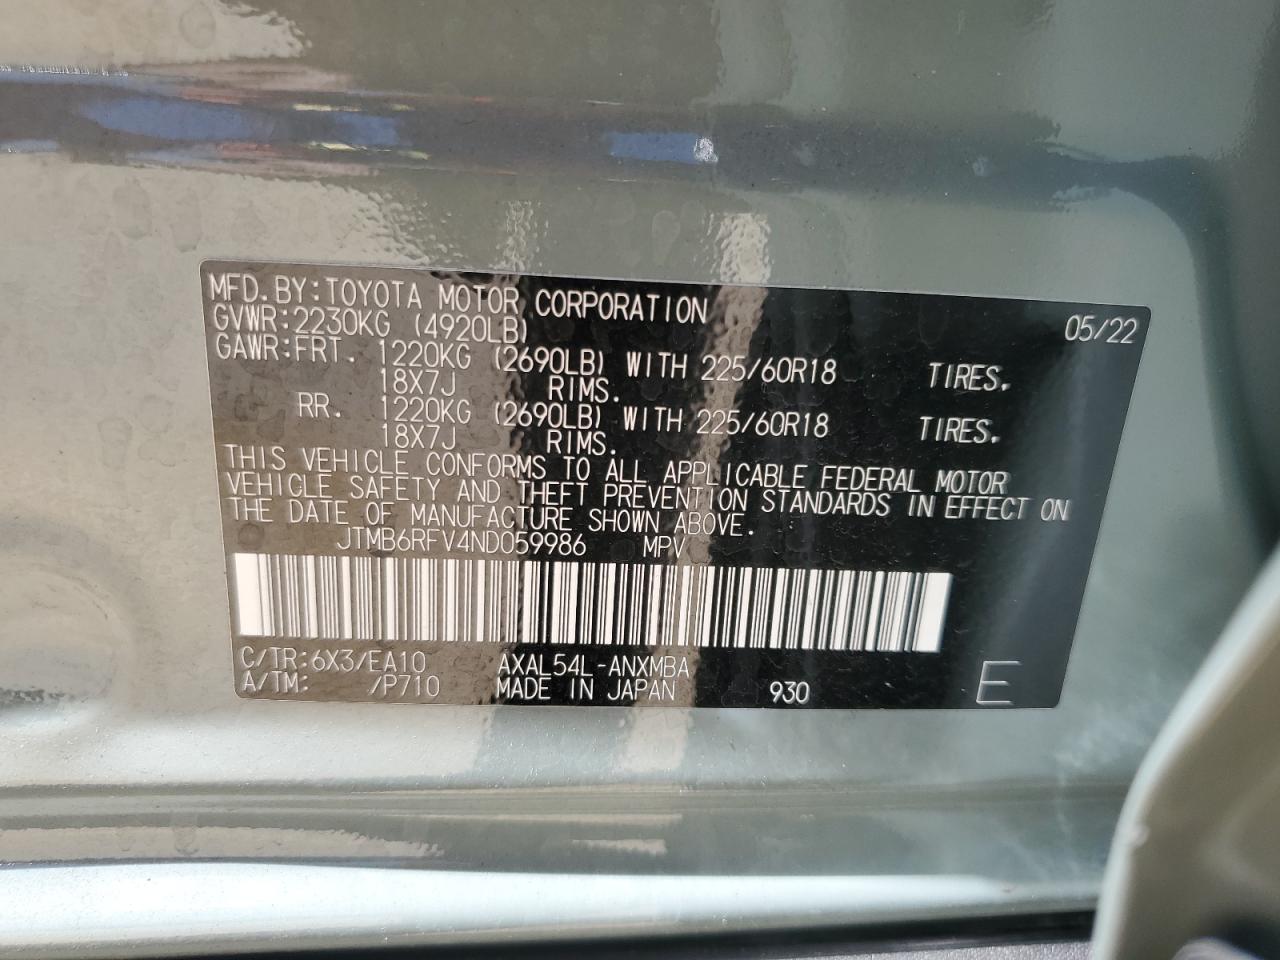 MFD.BY:TOYOTA MOTOR CORPORATION 05/22
GVWR:2230KG (4920LB)
GAWR:FRT. 1220KG (2690LB) WITH 225/60R18 TIRES.
18X7J RIMS.
RR. 1220KG (2690LB) WITH 225/60R18 TIRES.
18X7J RIMS.
THIS VEHICLE CONFORMS TO ALL APPLICABLE FEDERAL MOTOR
VEHICLE SAFETY AND THEFT PREVENTION STANDARDS IN EFFECT ON
THE DATE OF MANUFACTURE SHOWN ABOVE.
JTMB6RFV4ND059986 MPV
C/TR:6X3/EA10 AXAL54L-ANXMBA
A/TM: /P710 MADE IN JAPAN 930 E